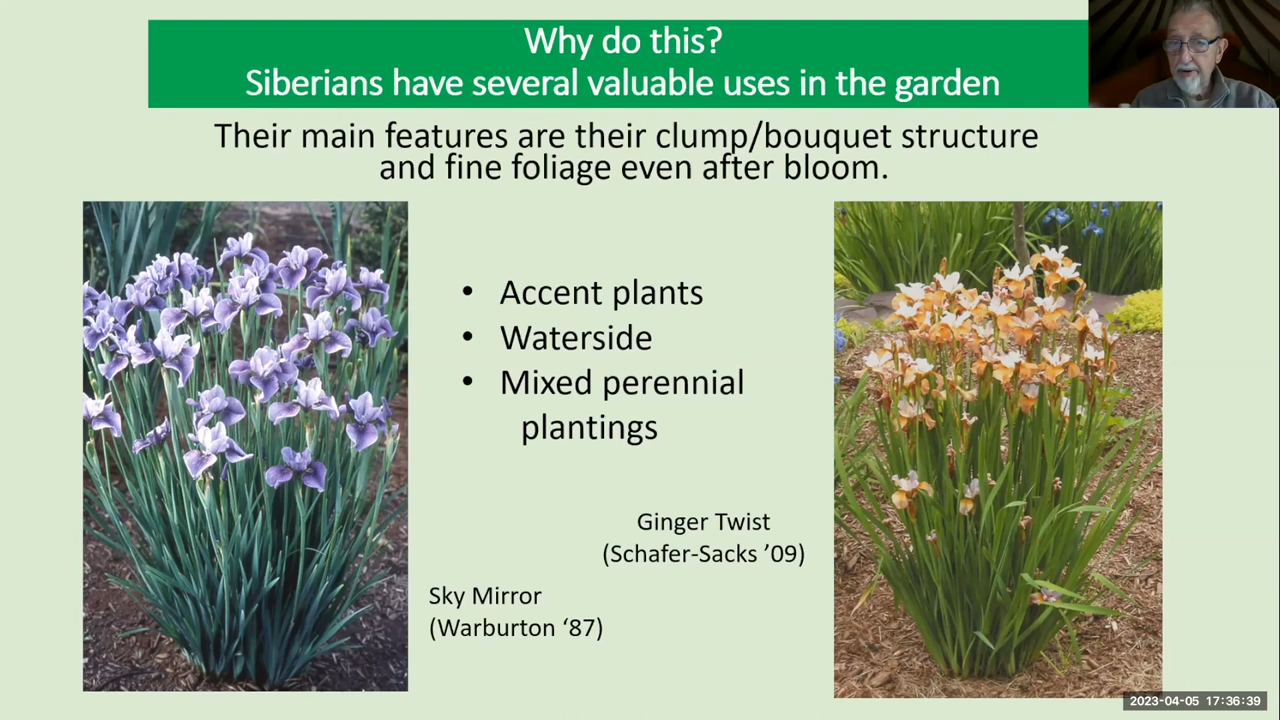 Why do this?
Siberians have several valuable uses in the garden
Their main features are their clump/bouquet structure
and fine foliage even after bloom.
• Accent plants
• Waterside
• Mixed perennial
plantings
Ginger Twist
(Schafer-Sacks ’09)
Sky Mirror
(Warburton ‘87)
2023-04-05 17:36:39